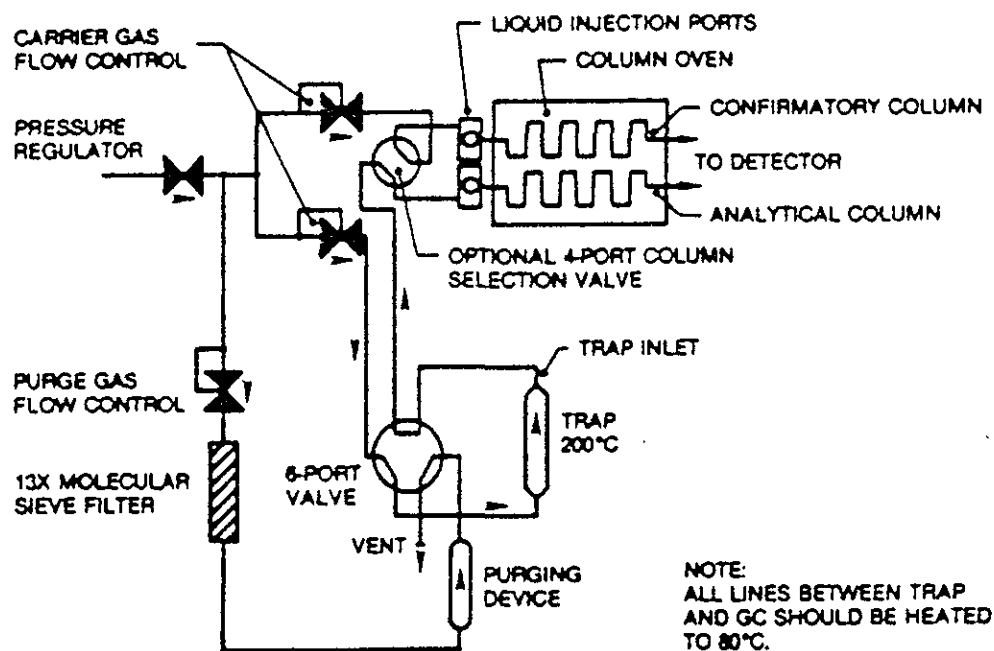 CARRIER GAS
FLOW CONTROL
LIQUID INJECTION PORTS
COLUMN OVEN
CONFIRMATORY COLUMN
TO DETECTOR
ANALYTICAL COLUMN
PRESSURE
REGULATOR
OPTIONAL 4-PORT COLUMN
SELECTION VALVE
PURGE GAS
FLOW CONTROL
TRAP INLET
TRAP
200°C
13X MOLECULAR
SIEVE FILTER
6-PORT
VALVE
VENT
PURGING
DEVICE
NOTE:
ALL LINES BETWEEN TRAP
AND GC SHOULD BE HEATED
TO 80°C.